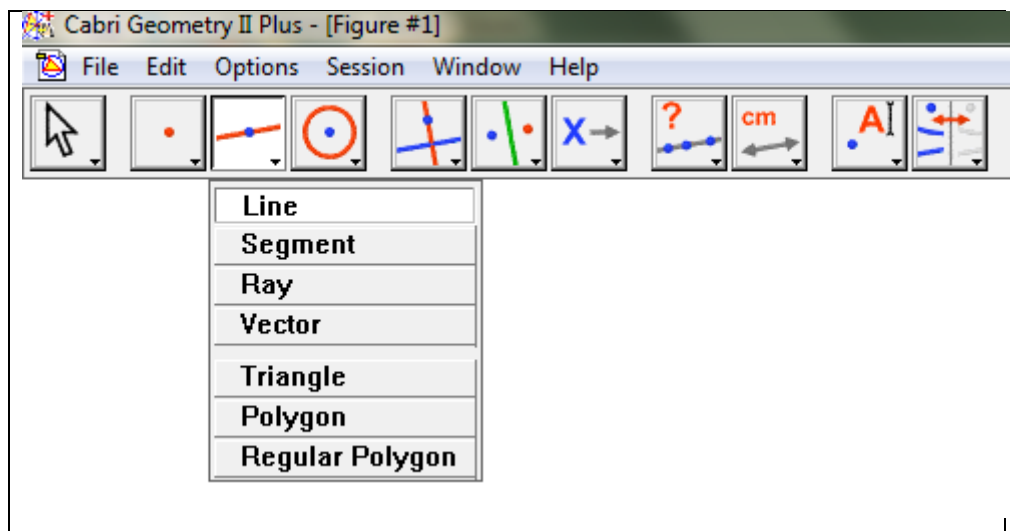 Cabri Geometry II Plus - [Figure #1]
File Edit Options Session Window Help
X ? cm A
Line
Segment
Ray
Vector
Triangle
Polygon
Regular Polygon